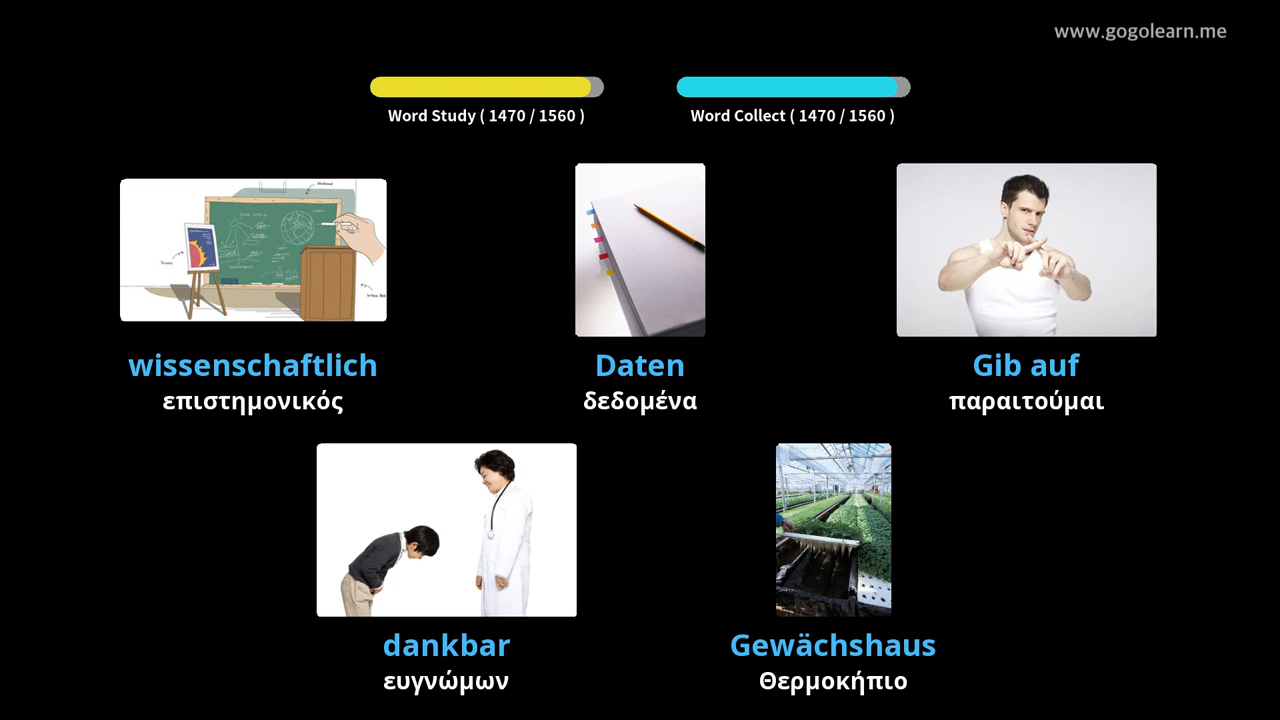 www.gogolearn.me
Word Study ( 1470 / 1560 )
Word Collect ( 1470 / 1560 )
wissenschaftlich
επιστημονικός
Daten
δεδομένα
Gib auf
παραιτούμαι
dankbar
ευγνώμων
Gewächshaus
Θερμοκήπιο